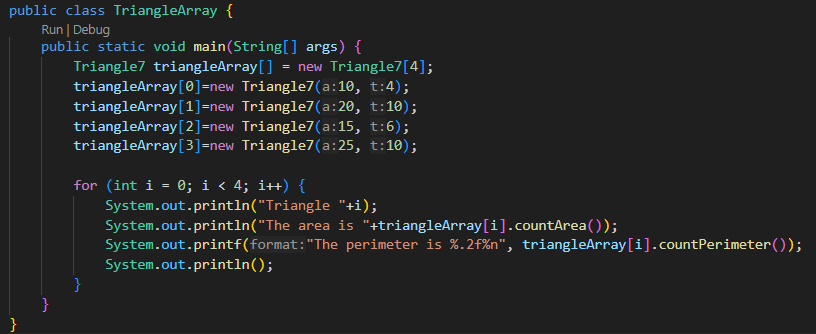 public class TriangleArray {
Run | Debug
public static void main(String[] args) {
Triangle7 triangleArray[] = new Triangle7[4];
triangleArray[0]=new Triangle7(a:10, t:4);
triangleArray[1]=new Triangle7(a:20, t:10);
triangleArray[2]=new Triangle7(a:15, t:6);
triangleArray[3]=new Triangle7(a:25, t:10);
for (int i = 0; i < 4; i++) {
System.out.println("Triangle "+i);
System.out.println("The area is "+triangleArray[i].countArea());
System.out.printf(format:"The perimeter is %.2f%n", triangleArray[i].countPerimeter());
System.out.println();
}
}
}